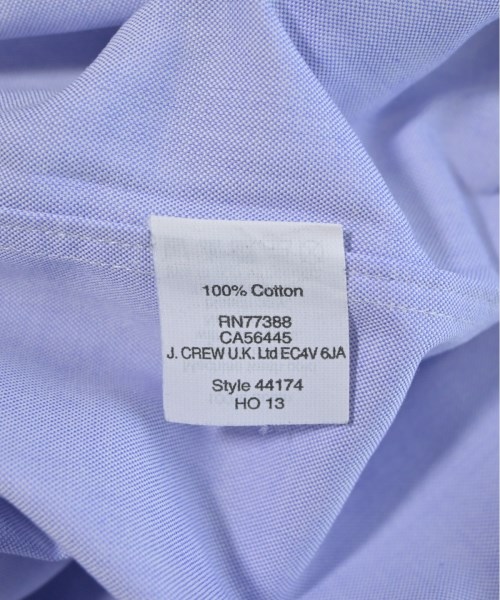 100% Cotton
RN77388
CA56445
J. CREW U.K. Ltd EC4V 6JA
Style 44174
HO 13